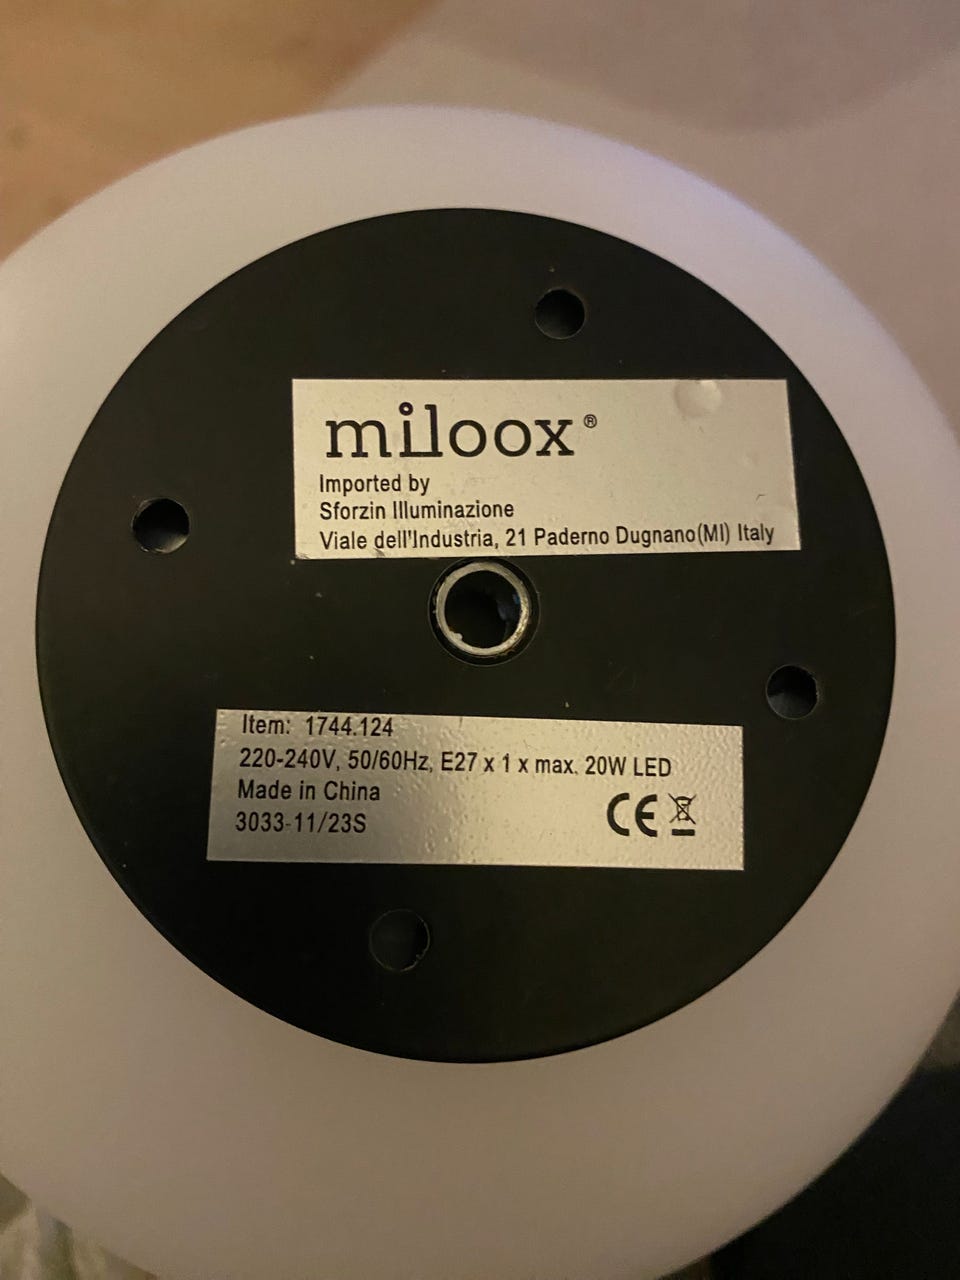 miloox®
Imported by
Sforzin Illuminazione
Viale dell'Industria, 21 Paderno Dugnano(MI) Italy
Item: 1744.124
220-240V, 50/60Hz, E27 x 1 x max. 20W LED
Made in China
3033-11/23S
CE